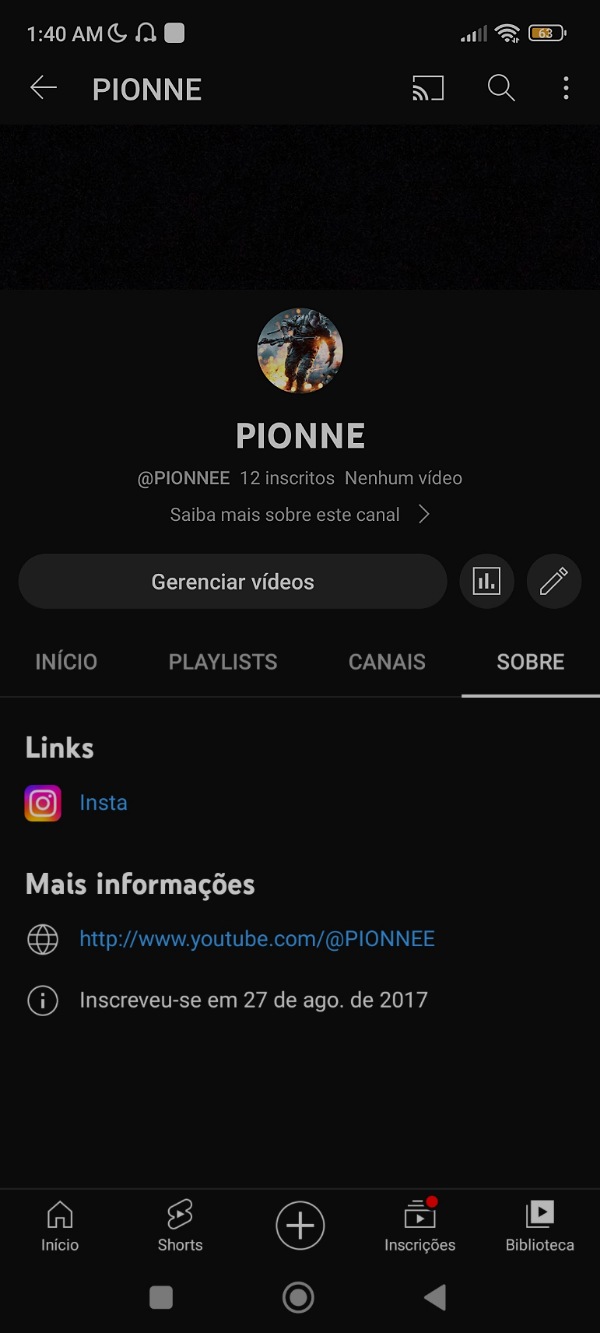 1:40 AM 63
PIONNE
PIONNE
@PIONNEE 12 inscritos Nenhum vídeo
Saiba mais sobre este canal
Gerenciar vídeos
INÍCIO PLAYLISTS CANAIS SOBRE
Links
Insta
Mais informações
http://www.youtube.com/@PIONNEE
Inscreveu-se em 27 de ago. de 2017
Início Shorts Inscrições Biblioteca